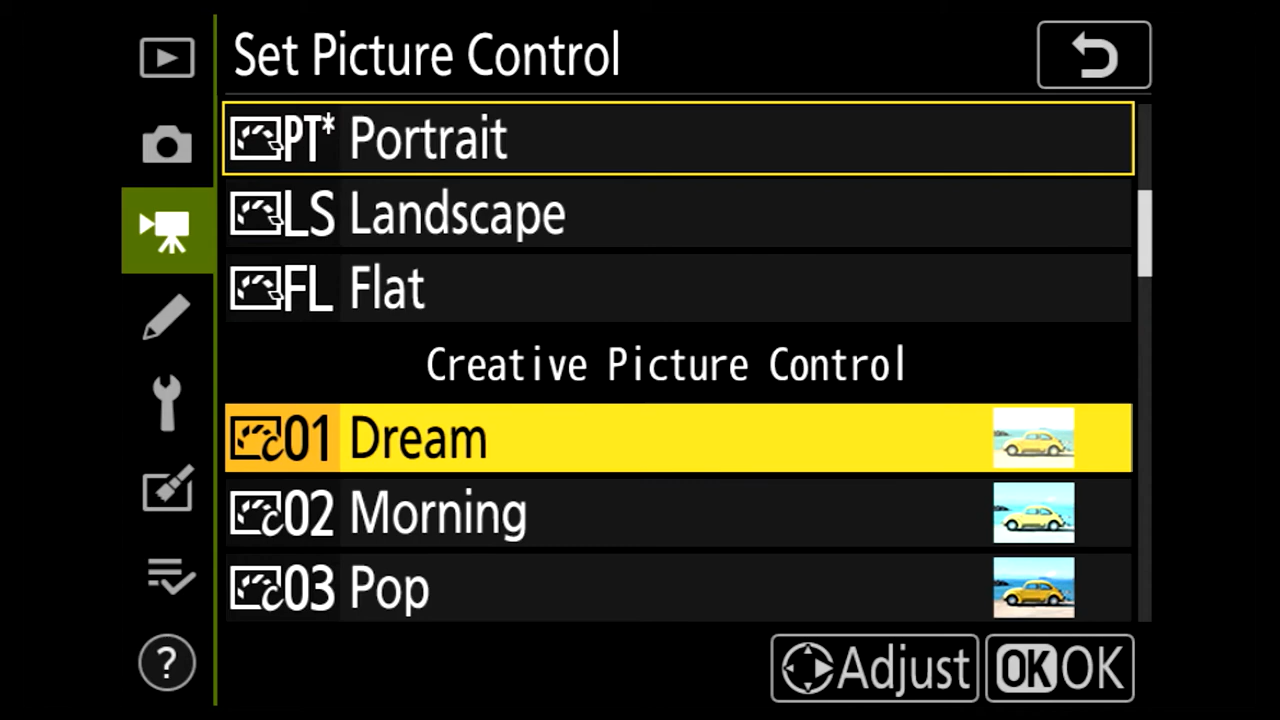 Set Picture Control
PT* Portrait
LS Landscape
FL Flat
Creative Picture Control
01 Dream
02 Morning
03 Pop
? Adjust OK OK